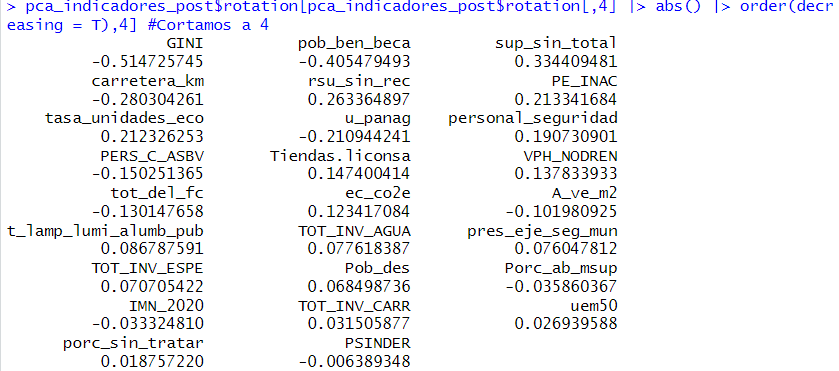 > pca_indicadores_post$rotation[pca_indicadores_post$rotation[,4] |> abs() |> order(decr
easing = T),4] #Cortamos a 4
GINI pob_ben_beca sup_sin_total
-0.514725745 -0.405479493 0.334409481
carretera_km rsu_sin_rec PE_INAC
-0.280304261 0.263364897 0.213341684
tasa_unidades_eco u_panag personal_seguridad
0.212326253 -0.210944241 0.190730901
PERS_C_ASBV Tiendas.liconsa VPH_NODREN
-0.150251365 0.147400414 0.137833933
tot_del_fc ec_co2e A_ve_m2
-0.130147658 0.123417084 -0.101980925
t_lamp_lumi_alumb_pub TOT_INV_AGUA pres_eje_seg_mun
0.086787591 0.077618387 0.076047812
TOT_INV_ESPE Pob_des Porc_ab_msup
0.070705422 0.068498736 -0.035860367
IMN_2020 TOT_INV_CARR uem50
-0.033324810 0.031505877 0.026939588
porc_sin_tratar PSINDER
0.018757220 -0.006389348